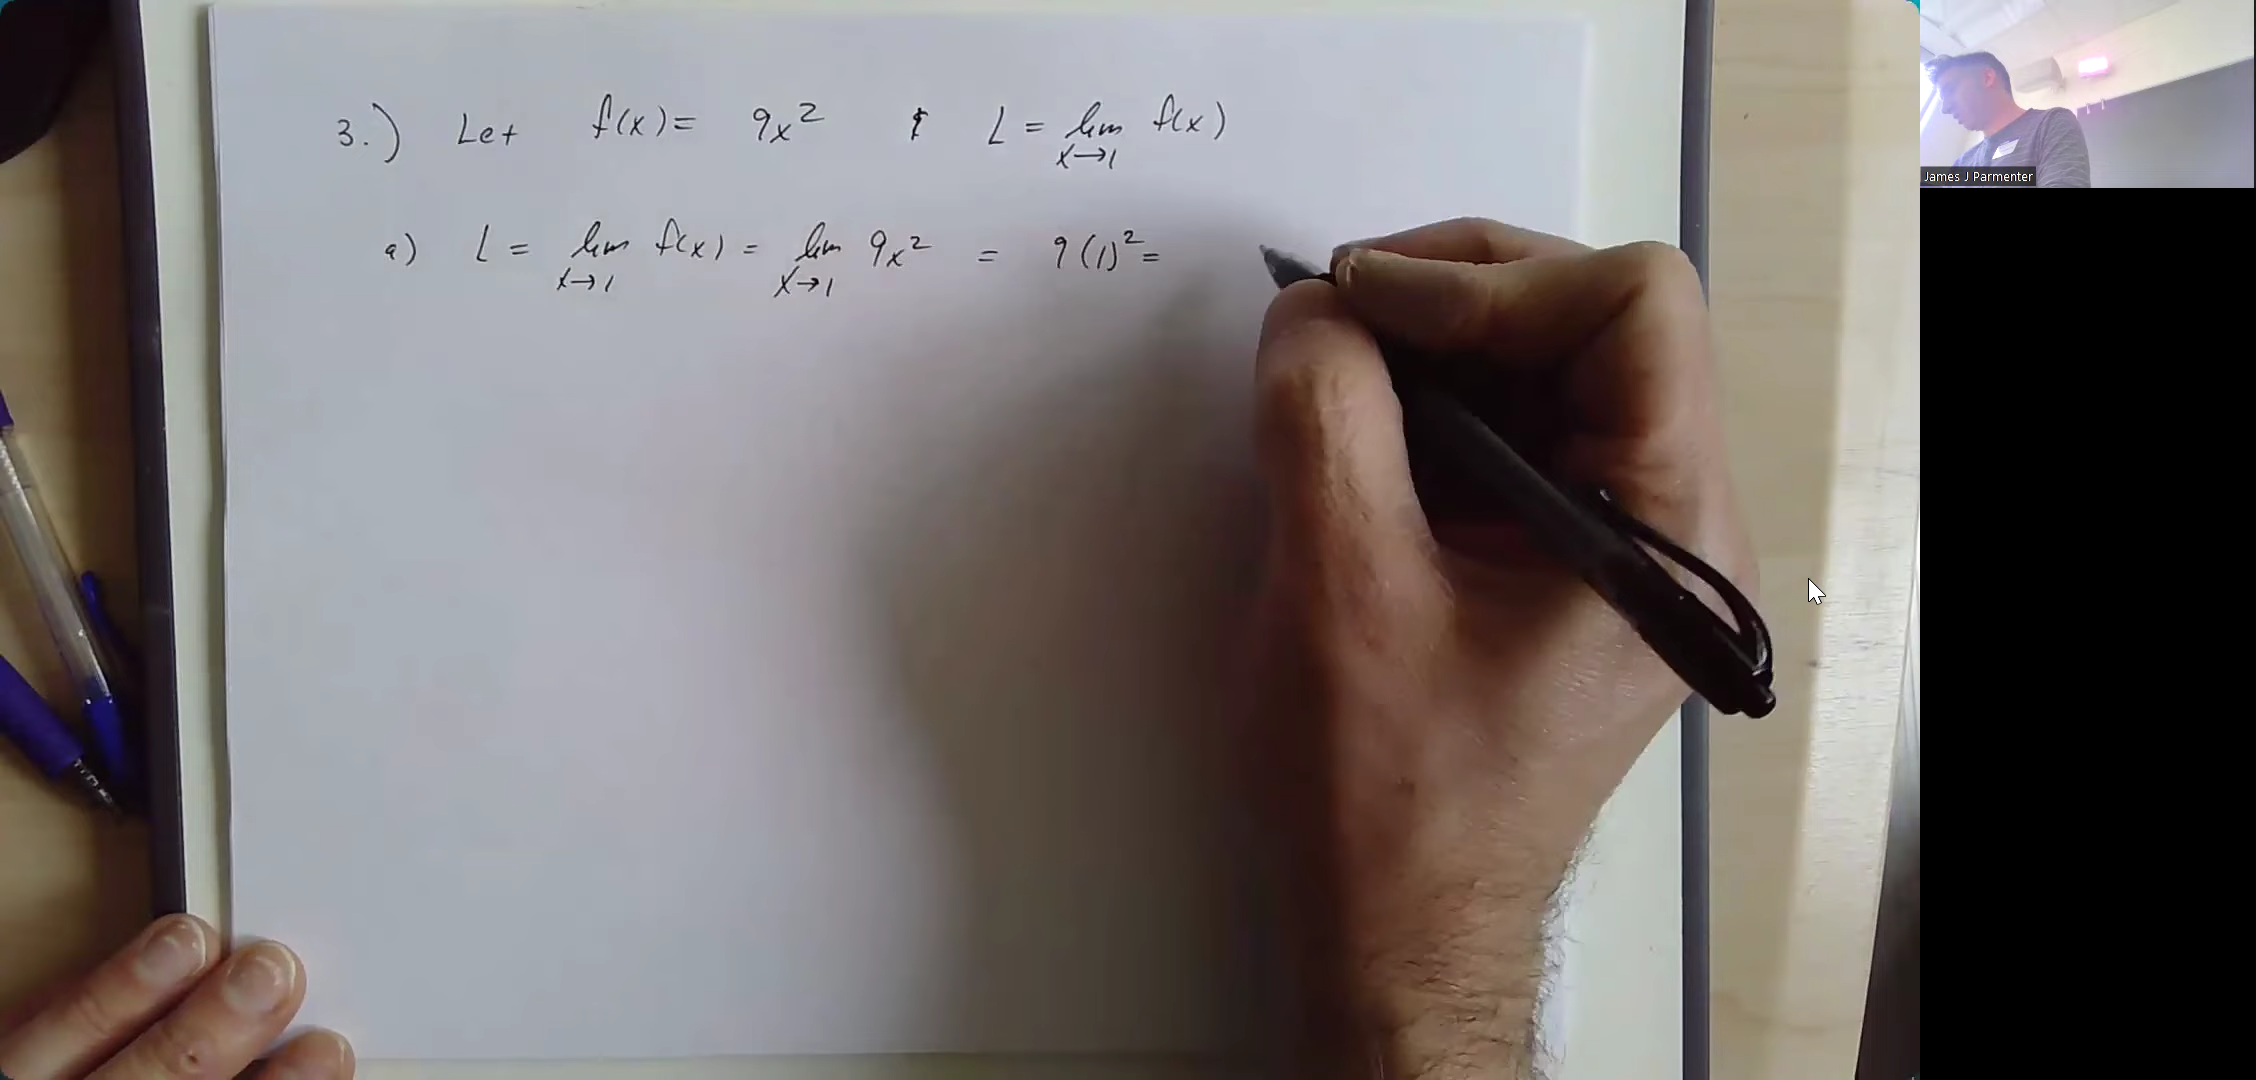 3.) Let f(x) = 9x² & L = lim x→1 f(x)
a) L = lim x→1 f(x) = lim x→1 9x² = 9(1)² =
James J Parmenter